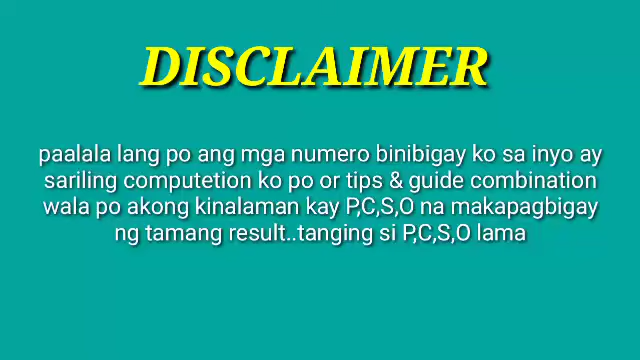 DISCLAIMER
paalala lang po ang mga numero binibigay ko sa inyo ay
sariling computetion ko po or tips & guide combination
wala po akong kinalaman kay P,C,S,O na makapagbigay
ng tamang result..tanging si P,C,S,O lama